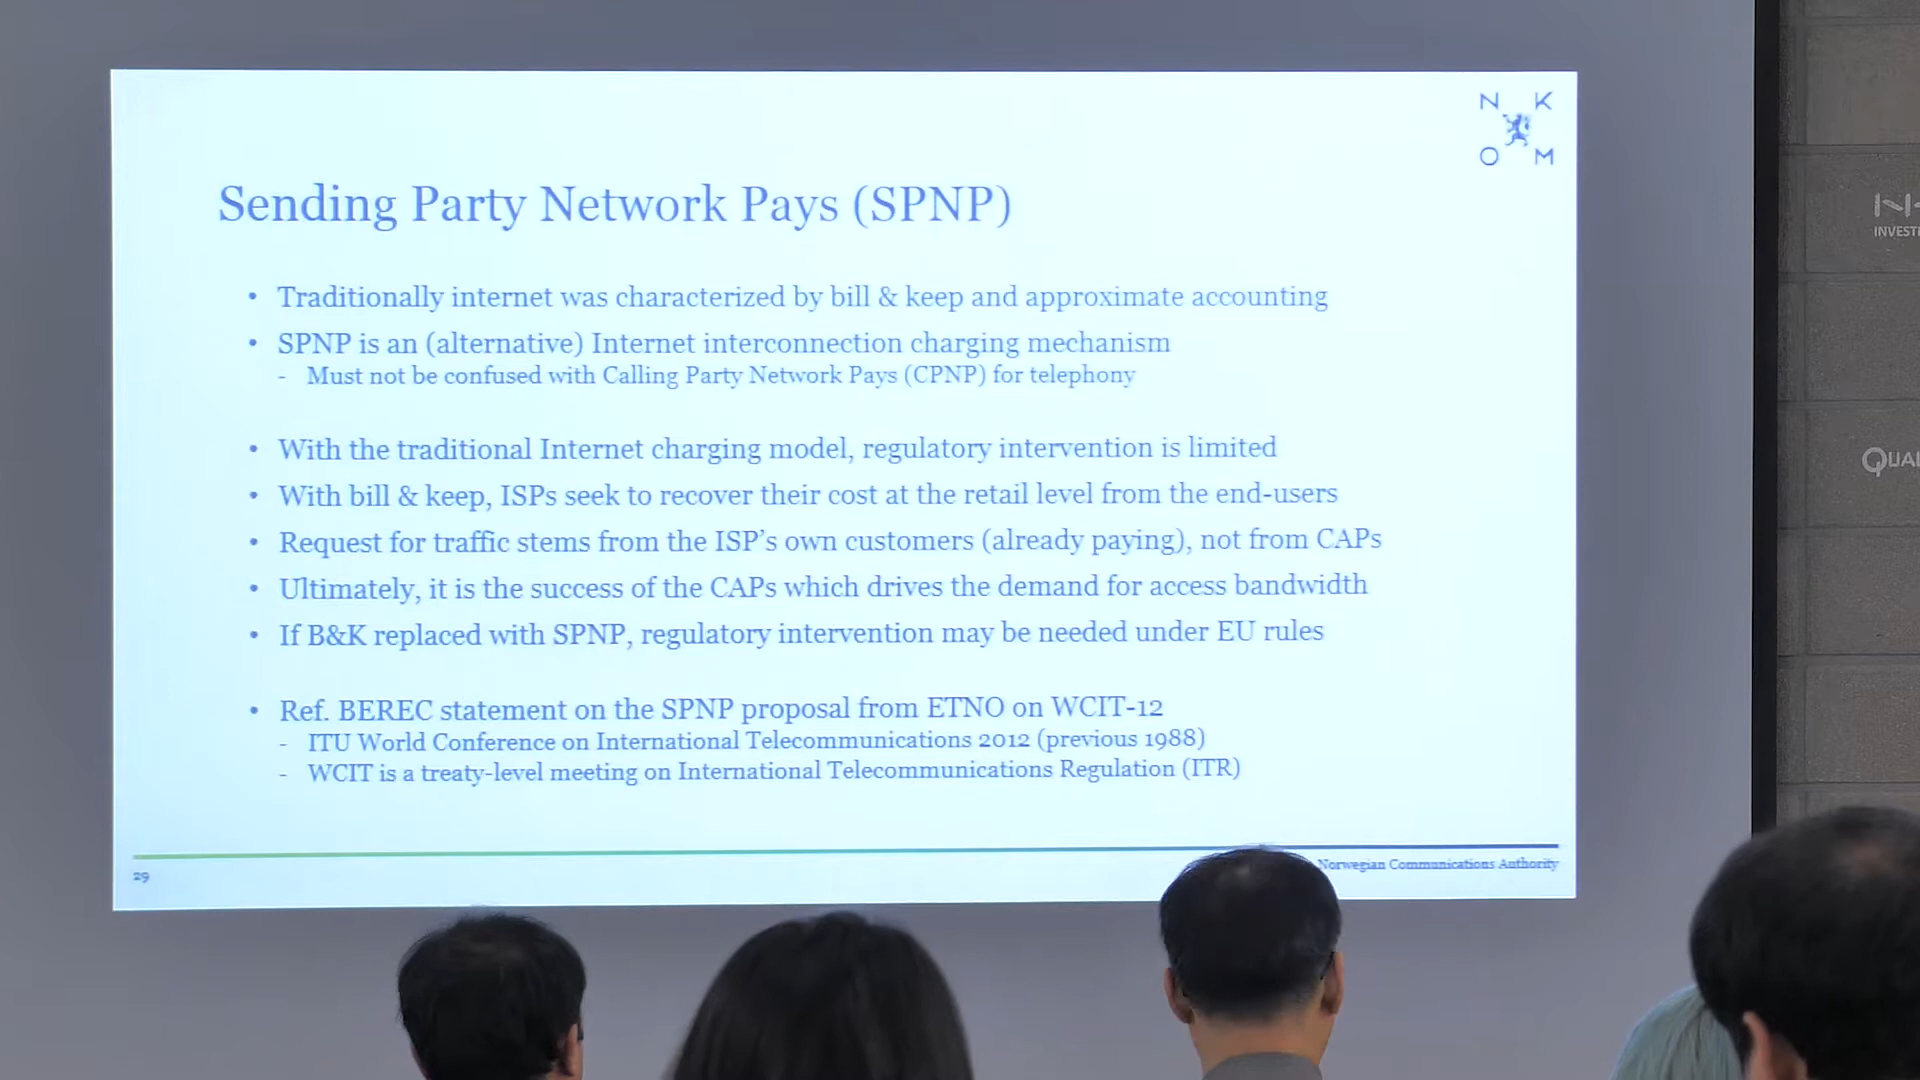 N K
O M
Sending Party Network Pays (SPNP)
• Traditionally internet was characterized by bill & keep and approximate accounting
• SPNP is an (alternative) Internet interconnection charging mechanism
- Must not be confused with Calling Party Network Pays (CPNP) for telephony
• With the traditional Internet charging model, regulatory intervention is limited
• With bill & keep, ISPs seek to recover their cost at the retail level from the end-users
• Request for traffic stems from the ISP's own customers (already paying), not from CAPs
• Ultimately, it is the success of the CAPs which drives the demand for access bandwidth
• If B&K replaced with SPNP, regulatory intervention may be needed under EU rules
• Ref. BEREC statement on the SPNP proposal from ETNO on WCIT-12
- ITU World Conference on International Telecommunications 2012 (previous 1988)
- WCIT is a treaty-level meeting on International Telecommunications Regulation (ITR)
29
Norwegian Communications Authority
INVEST
QUAL